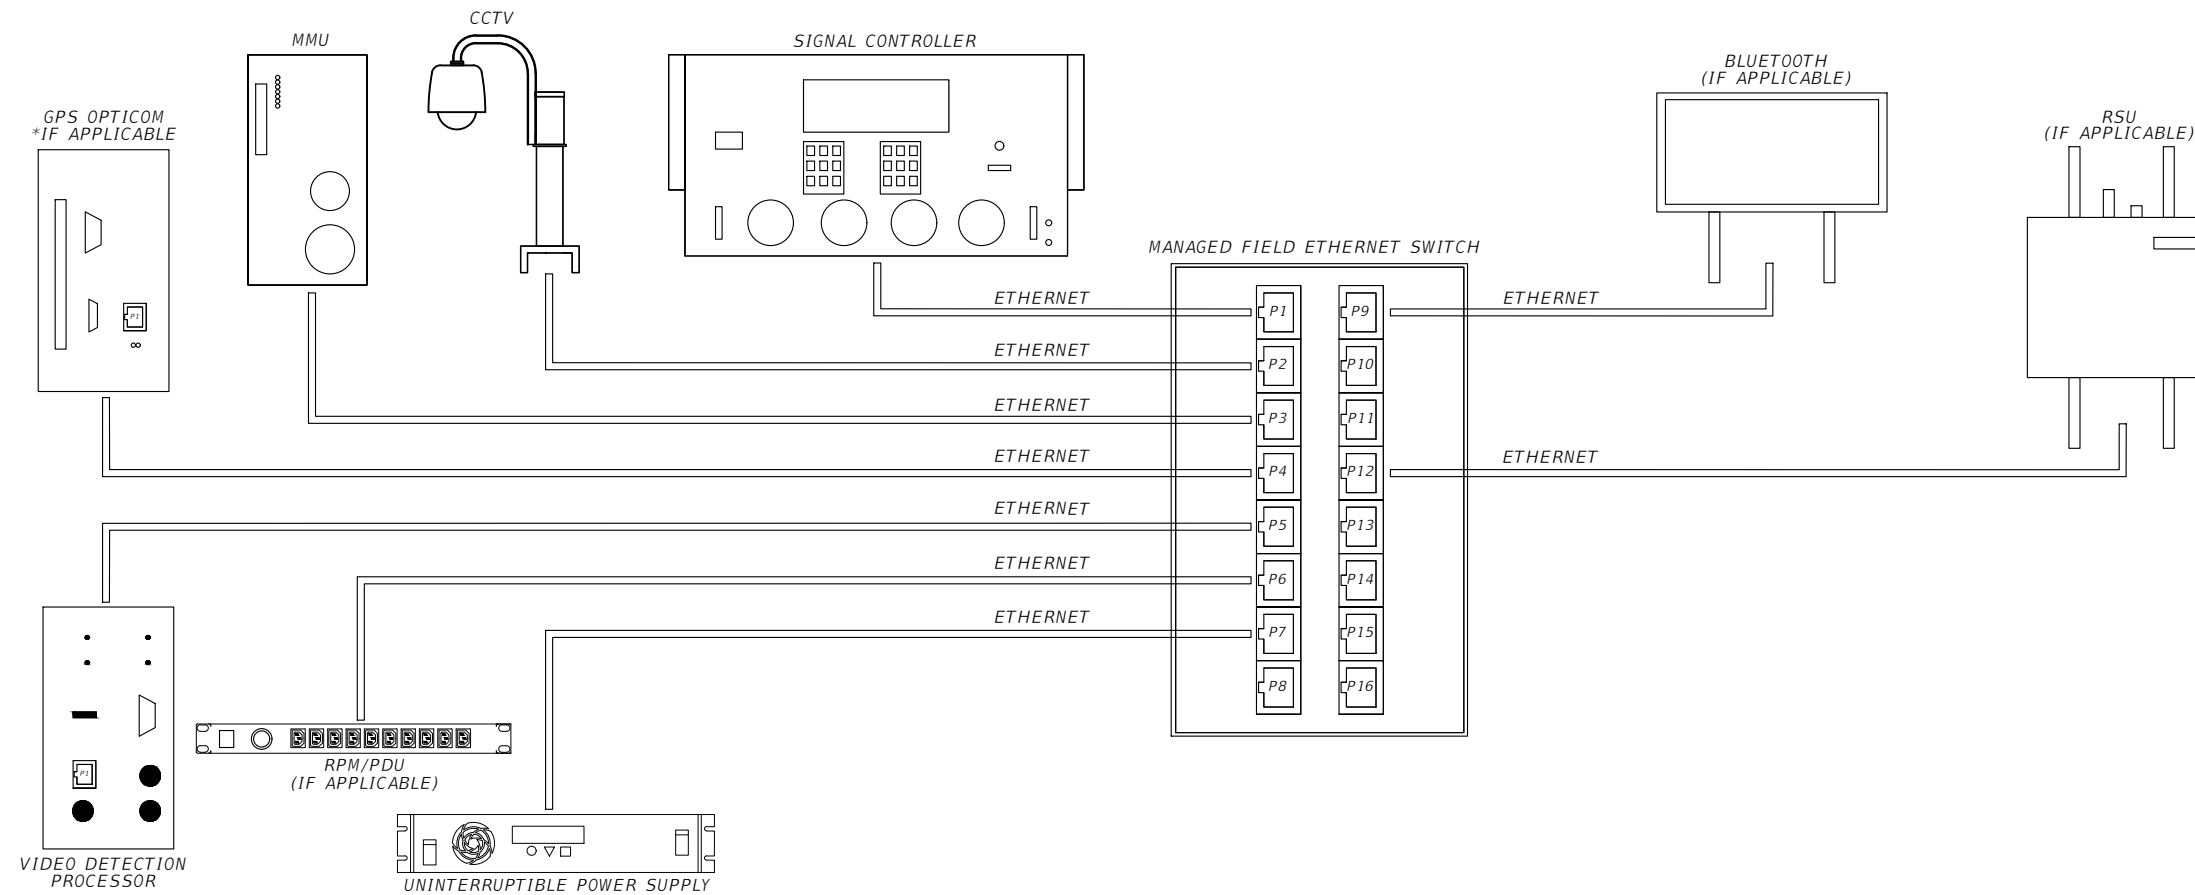 CCTV
MMU
SIGNAL CONTROLLER
BLUETOOTH
(IF APPLICABLE)
GPS OPTICOM
*IF APPLICABLE
RSU
(IF APPLICABLE)
MANAGED FIELD ETHERNET SWITCH
ETHERNET
ETHERNET
P1
P9
P1
ETHERNET
P2
P10
ETHERNET
P3
P11
ETHERNET
ETHERNET
P4
P12
ETHERNET
P5
P13
ETHERNET
P6
P14
ETHERNET
P7
P15
P8
P16
P1
RPM/PDU
(IF APPLICABLE)
VIDEO DETECTION
PROCESSOR
UNINTERRUPTIBLE POWER SUPPLY